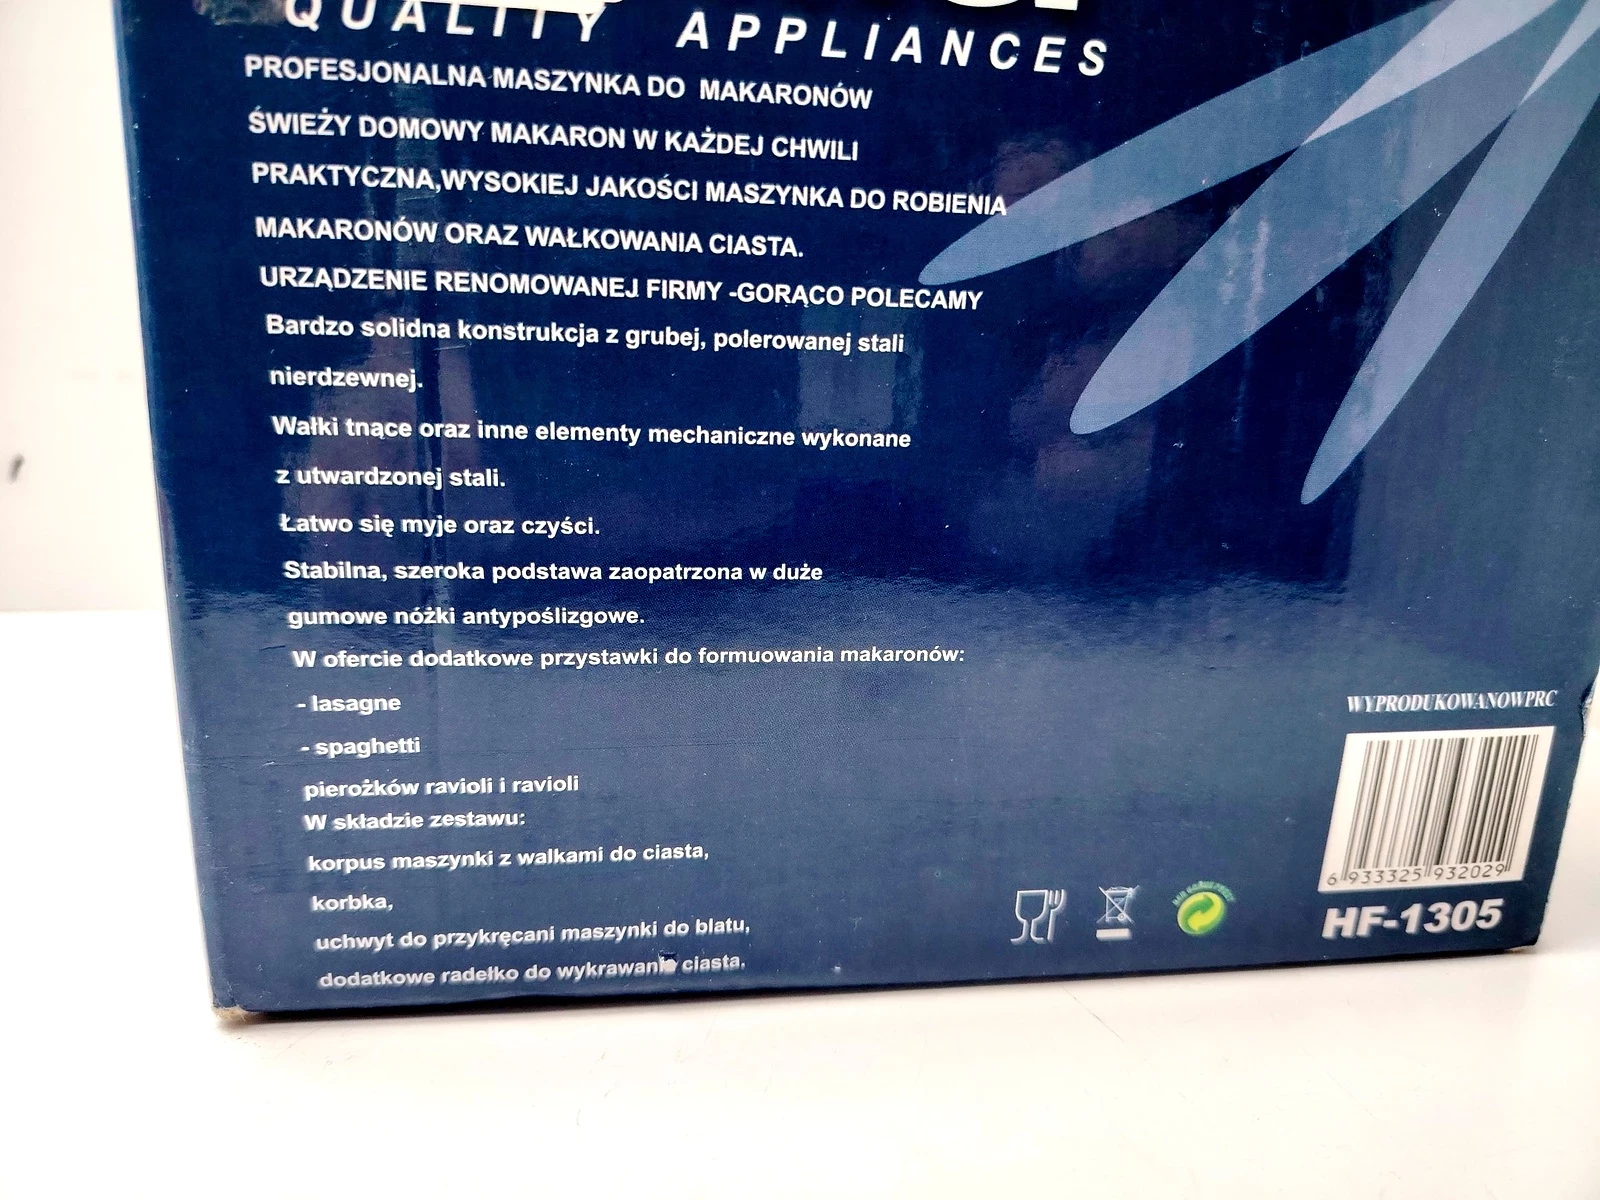 QUALITY APPLIANCES
PROFESJONALNA MASZYNKA DO MAKARONÓW
ŚWIEŻY DOMOWY MAKARON W KAŻDEJ CHWILI
PRAKTYCZNA,WYSOKIEJ JAKOŚCI MASZYNKA DO ROBIENIA
MAKARONÓW ORAZ WAŁKOWANIA CIASTA.
URZĄDZENIE RENOMOWANEJ FIRMY -GORĄCO POLECAMY
Bardzo solidna konstrukcja z grubej, polerowanej stali
nierdzewnej.
Wałki tnące oraz inne elementy mechaniczne wykonane
z utwardzonej stali.
Łatwo się myje oraz czyści.
Stabilna, szeroka podstawa zaopatrzona w duże
gumowe nóżki antypoślizgowe.
W ofercie dodatkowe przystawki do formuowania makaronów:
- lasagne
- spaghetti
pierożków ravioli i ravioli
W składzie zestawu:
korpus maszynki z walkami do ciasta,
korbka,
uchwyt do przykręcani maszynki do blatu,
dodatkowe radełko do wykrawania ciasta.
WYPRODUKOWANOWPRC
6 933325 932029
HF-1305